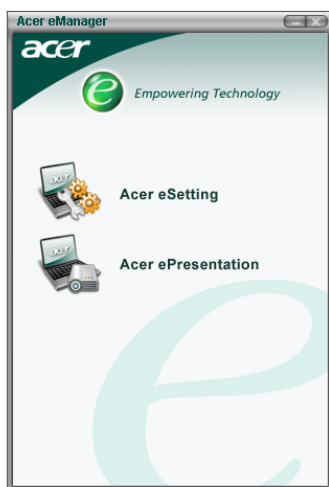 Acer eManager
acer
e Empowering Technology
Acer eSetting
Acer ePresentation